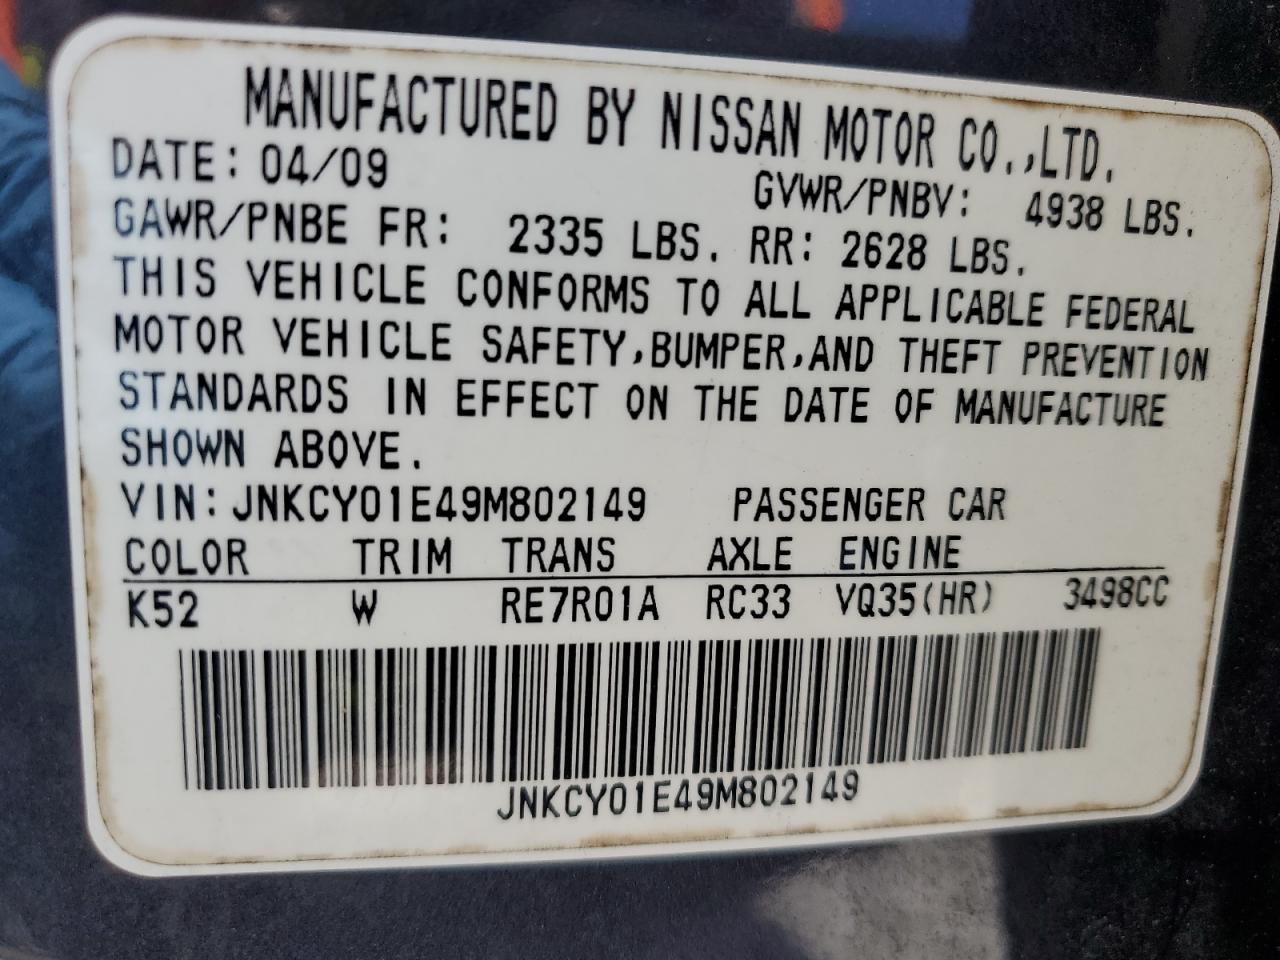 MANUFACTURED BY NISSAN MOTOR CO.,LTD.
DATE: 04/09 GVWR/PNBV: 4938 LBS.
GAWR/PNBE FR: 2335 LBS. RR: 2628 LBS.
THIS VEHICLE CONFORMS TO ALL APPLICABLE FEDERAL
MOTOR VEHICLE SAFETY,BUMPER,AND THEFT PREVENTION
STANDARDS IN EFFECT ON THE DATE OF MANUFACTURE
SHOWN ABOVE.
VIN: JNKCY01E49M802149 PASSENGER CAR
COLOR TRIM TRANS AXLE ENGINE
K52 W RE7R01A RC33 VQ35(HR) 3498CC
JNKCY01E49M802149